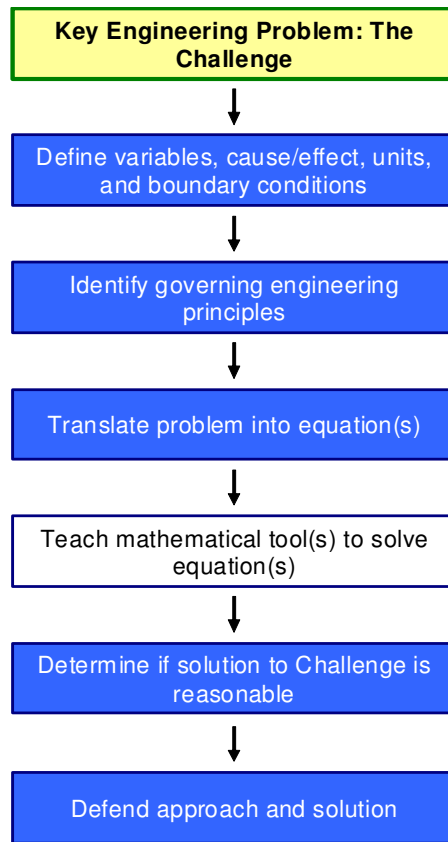 Key Engineering Problem: The
Challenge
Define variables, cause/effect, units,
and boundary conditions
Identify governing engineering
principles
Translate problem into equation(s)
Teach mathematical tool(s) to solve
equation(s)
Determine if solution to Challenge is
reasonable
Defend approach and solution